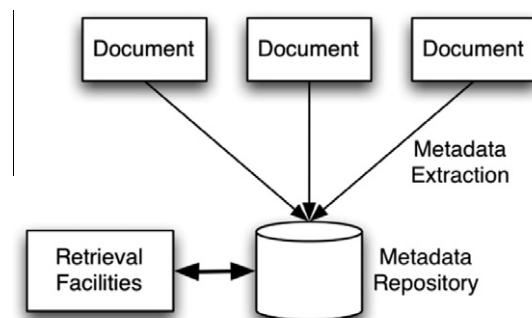 Document
Document
Document
Metadata
Extraction
Retrieval
Facilities
Metadata
Repository